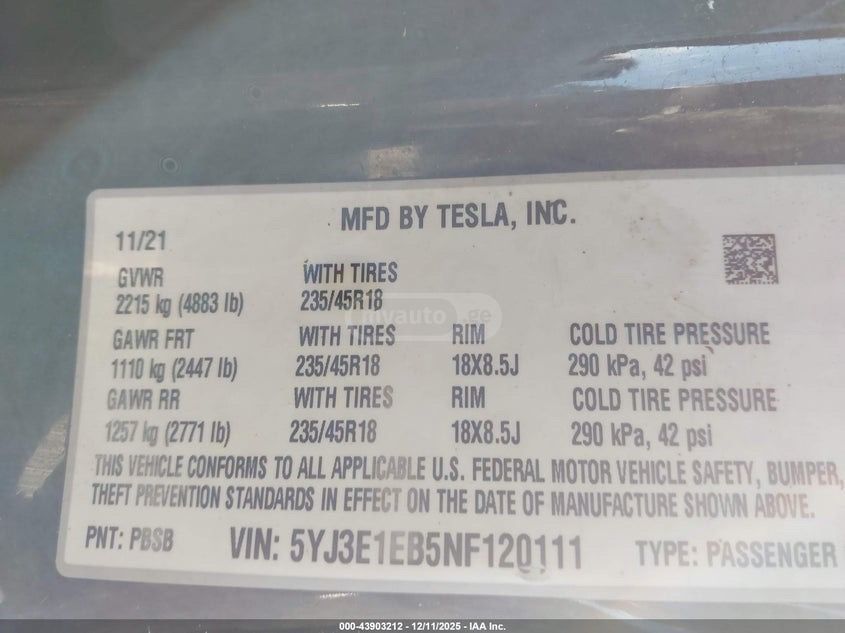 MFD BY TESLA, INC.
11/21
GVWR WITH TIRES
2215 kg (4883 lb) 235/45R18
myauto.ge
GAWR FRT WITH TIRES RIM COLD TIRE PRESSURE
1110 kg (2447 lb) 235/45R18 18X8.5J 290 kPa, 42 psi
GAWR RR WITH TIRES RIM COLD TIRE PRESSURE
1257 kg (2771 lb) 235/45R18 18X8.5J 290 kPa, 42 psi
THIS VEHICLE CONFORMS TO ALL APPLICABLE U.S. FEDERAL MOTOR VEHICLE SAFETY, BUMPER,
THEFT PREVENTION STANDARDS IN EFFECT ON THE DATE OF MANUFACTURE SHOWN ABOVE.
PNT: PBSB VIN: 5YJ3E1EB5NF120111 TYPE: PASSENGER
000-43903212 - 12/11/2025 - IAA Inc.